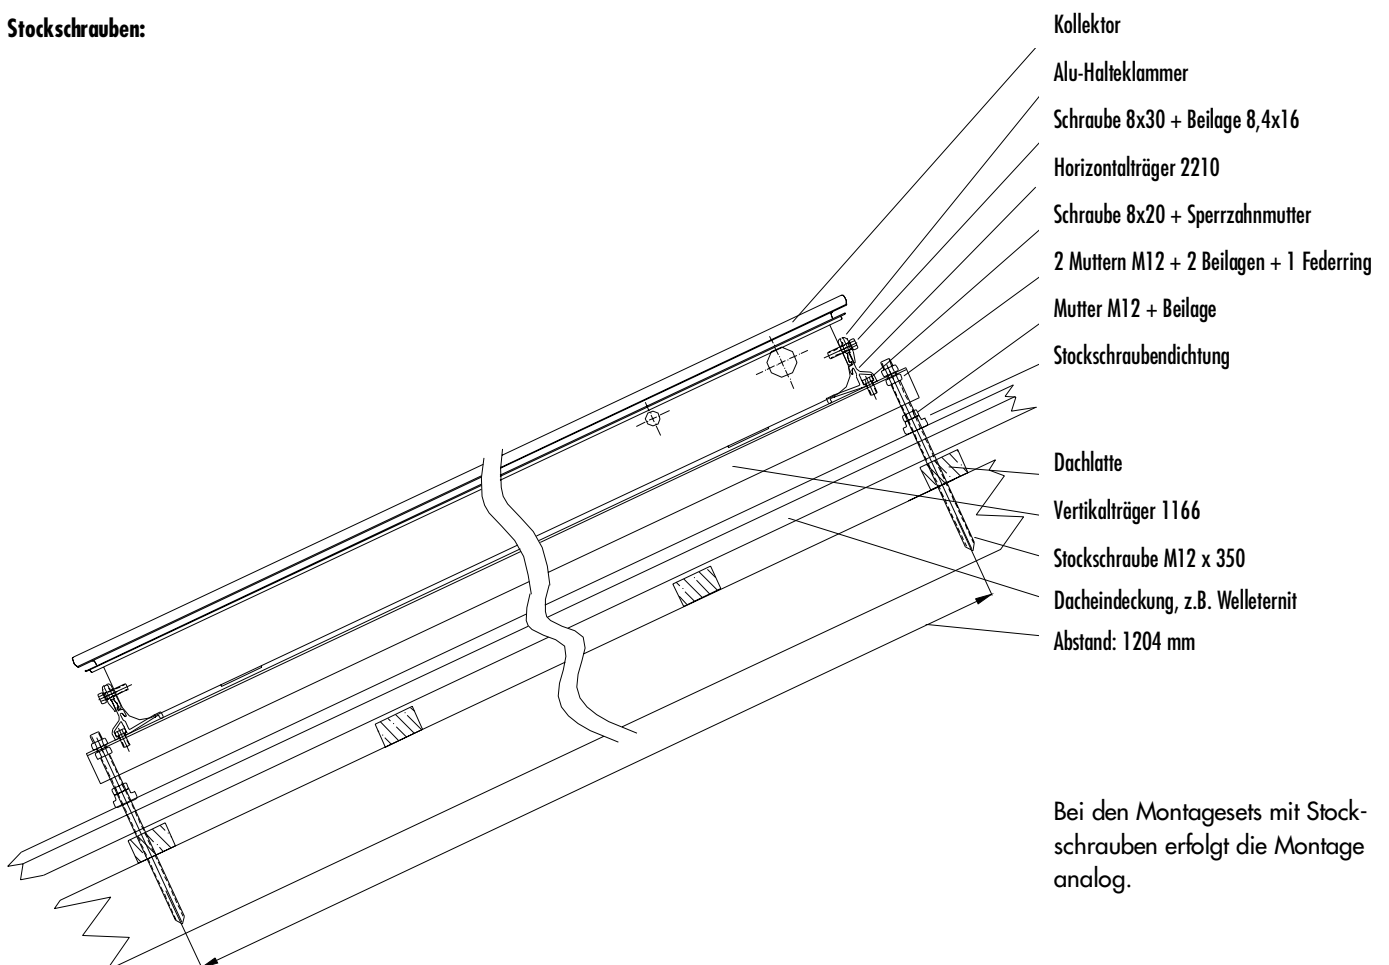 Stockschrauben:
Kollektor
Alu-Halteklammer
Schraube 8x30 + Beilage 8,4x16
Horizontalträger 2210
Schraube 8x20 + Sperrzahnmutter
2 Muttern M12 + 2 Beilagen + 1 Federring
Mutter M12 + Beilage
Stockschraubendichtung
Dachlatte
Vertikalträger 1166
Stockschraube M12 x 350
Dacheindeckung, z.B. Welleternit
Abstand: 1204 mm
Bei den Montagesets mit Stock-
schrauben erfolgt die Montage
analog.